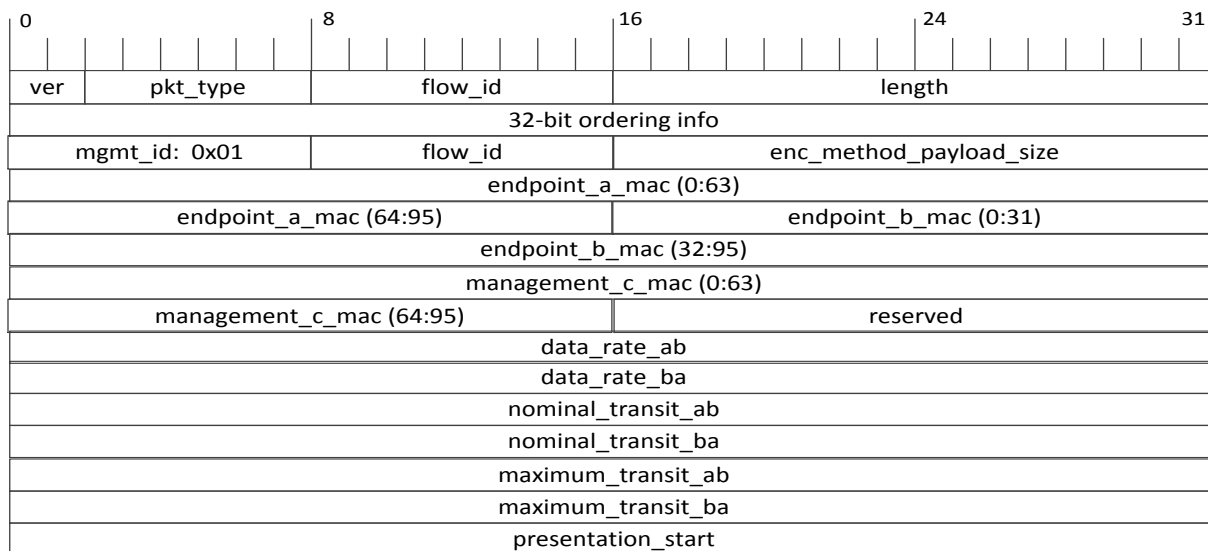 0 8 16 24 31
ver pkt_type flow_id length
32-bit ordering info
mgmt_id: 0x01 flow_id enc_method_payload_size
endpoint_a_mac (0:63)
endpoint_a_mac (64:95) endpoint_b_mac (0:31)
endpoint_b_mac (32:95)
management_c_mac (0:63)
management_c_mac (64:95) reserved
data_rate_ab
data_rate_ba
nominal_transit_ab
nominal_transit_ba
maximum_transit_ab
maximum_transit_ba
presentation_start